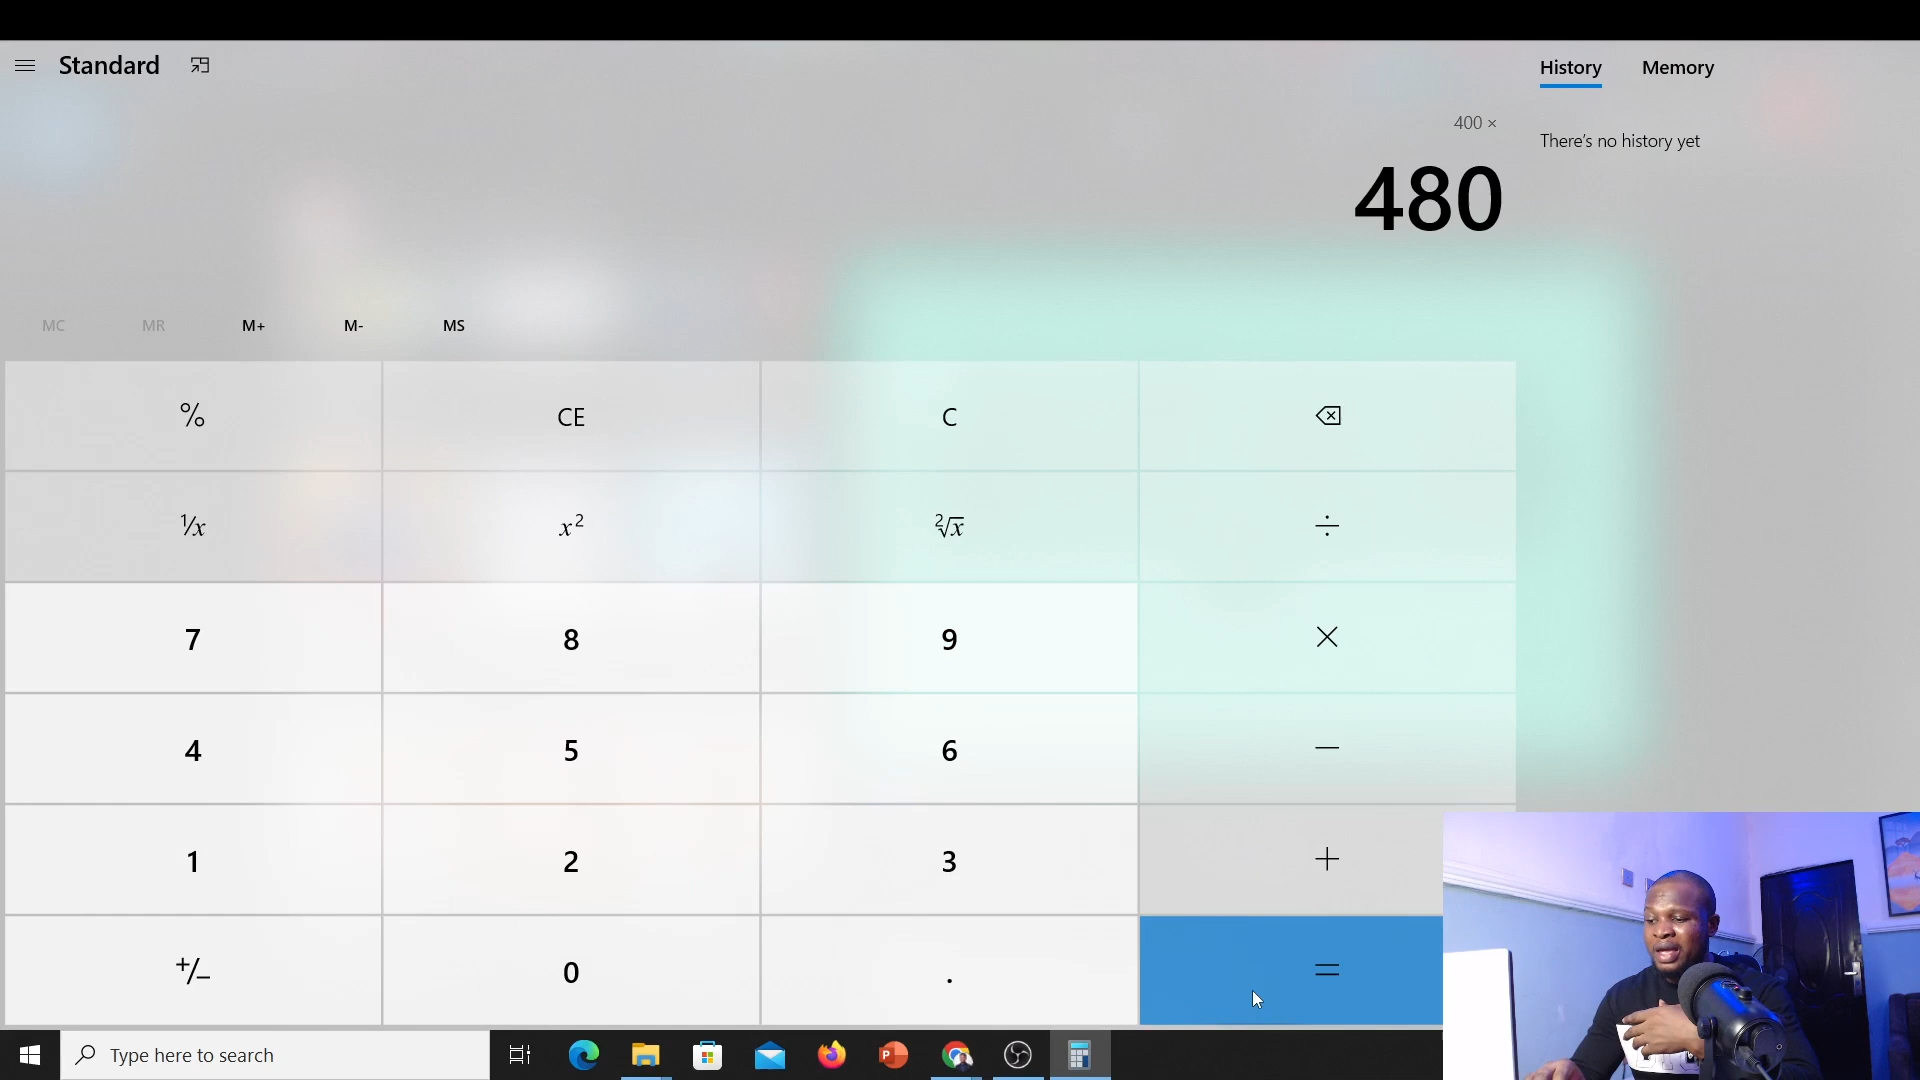 Standard
History Memory
400 ×
There's no history yet
480
MC MR M+ M- MS
% CE C
¹/x x² ²√x ÷
7 8 9 ×
4 5 6 −
1 2 3 +
+/− 0 . =
Type here to search